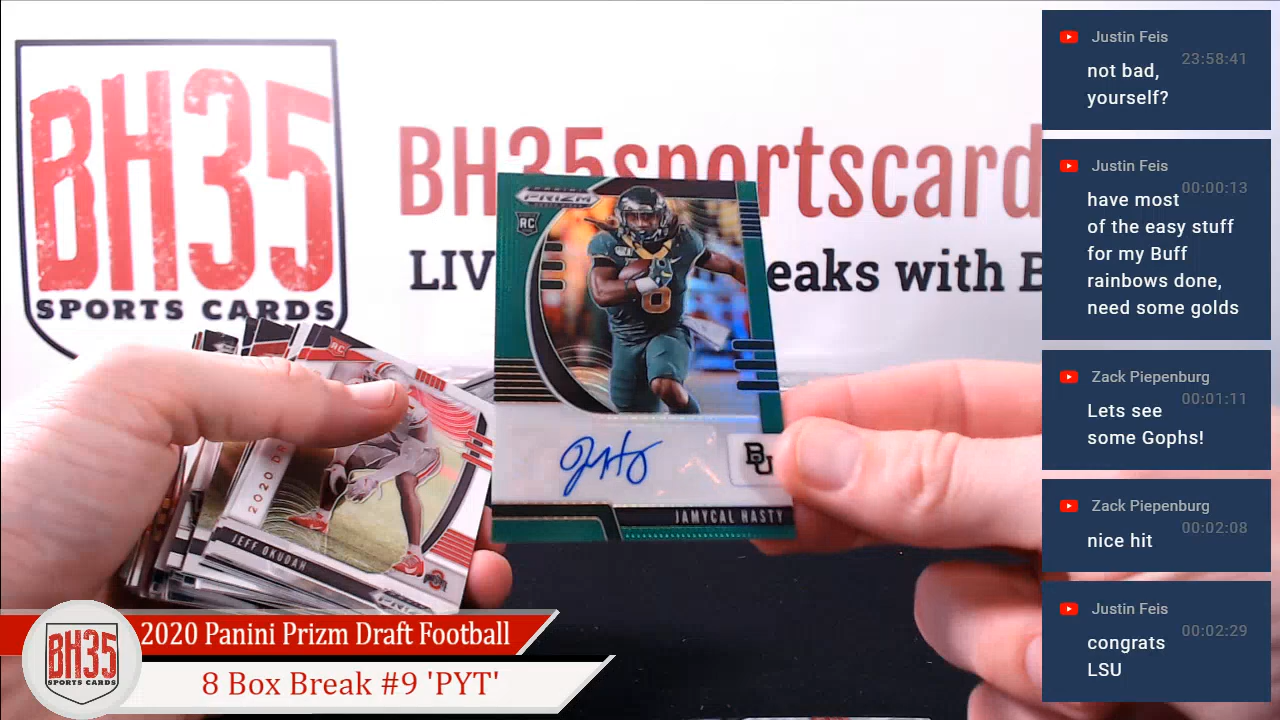 BH35
SPORTS CARDS
BH35sportscard
LIV
eaks with B
PANINI
PRIZM
RC
8
BU
JAMYCAL HASTY
RC
2020 DR
JEFF OKUDAH
PRIZM
BH35
SPORTS CARDS
2020 Panini Prizm Draft Football
8 Box Break #9 'PYT'
Justin Feis
23:58:41
not bad,
yourself?
Justin Feis
00:00:13
have most
of the easy stuff
for my Buff
rainbows done,
need some golds
Zack Piepenburg
00:01:11
Lets see
some Gophs!
Zack Piepenburg
00:02:08
nice hit
Justin Feis
00:02:29
congrats
LSU